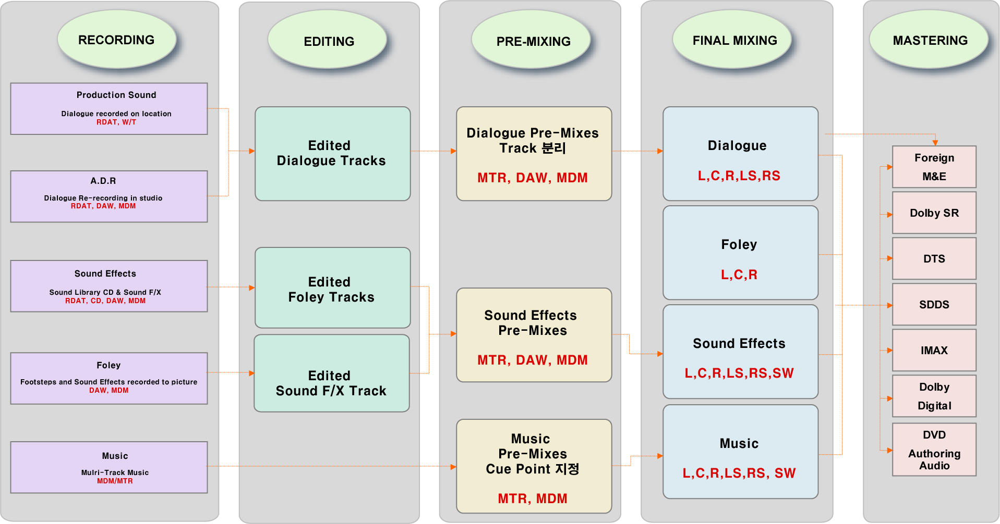 RECORDING
Production Sound
Dialogue recorded on location
RDAT, W/T
A.D.R
Dialogue Re-recording in studio
RDAT, DAW, MDM
Sound Effects
Sound Library CD & Sound F/X
RDAT, CD, DAW, MDM
Foley
Footsteps and Sound Effects recorded to picture
DAW, MDM
Music
Mulri-Track Music
MDM/MTR
EDITING
Edited
Dialogue Tracks
Edited
Foley Tracks
Edited
Sound F/X Track
PRE-MIXING
Dialogue Pre-Mixes
Track 분리
MTR, DAW, MDM
Sound Effects
Pre-Mixes
MTR, DAW, MDM
Music
Pre-Mixes
Cue Point 지정
MTR, MDM
FINAL MIXING
Dialogue
L,C,R,LS,RS
Foley
L,C,R
Sound Effects
L,C,R,LS,RS,SW
Music
L,C,R,LS,RS, SW
MASTERING
Foreign
M&E
Dolby SR
DTS
SDDS
IMAX
Dolby
Digital
DVD
Authoring
Audio